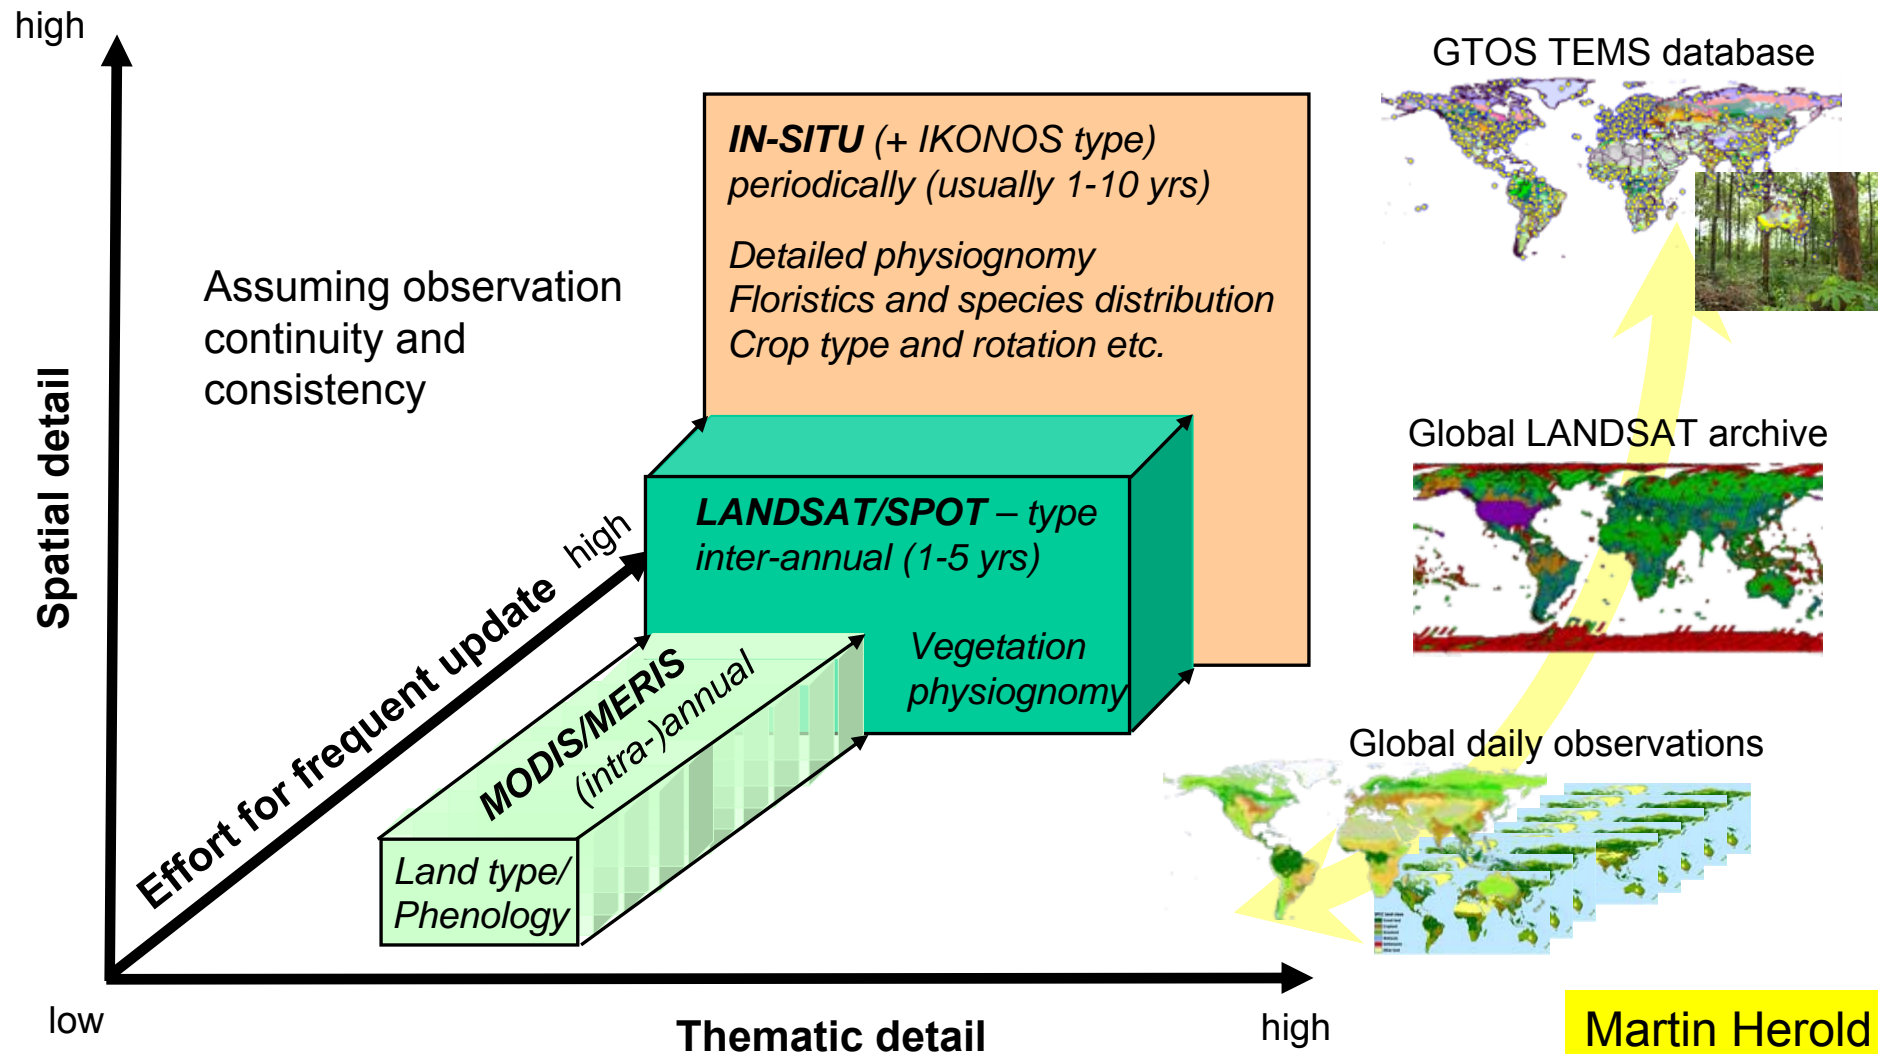 high
GTOS TEMS database
IN-SITU (+ IKONOS type)
periodically (usually 1-10 yrs)
Detailed physiognomy
Floristics and species distribution
Crop type and rotation etc.
Assuming observation
continuity and
consistency
Spatial detail
Global LANDSAT archive
LANDSAT/SPOT – type
inter-annual (1-5 yrs)
Vegetation
physiognomy
high
Effort for frequent update
MODIS/MERIS
(intra-)annual
Land type/
Phenology
Global daily observations
low
Thematic detail
high
Martin Herold